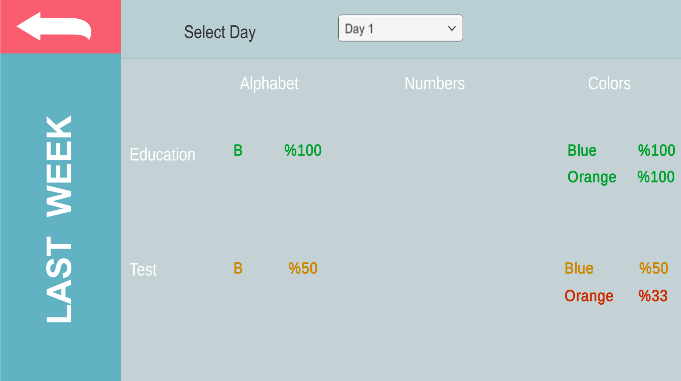 Select Day Day 1
LAST WEEK
Alphabet Numbers Colors
Education B %100 Blue %100
Orange %100
Test B %50 Blue %50
Orange %33